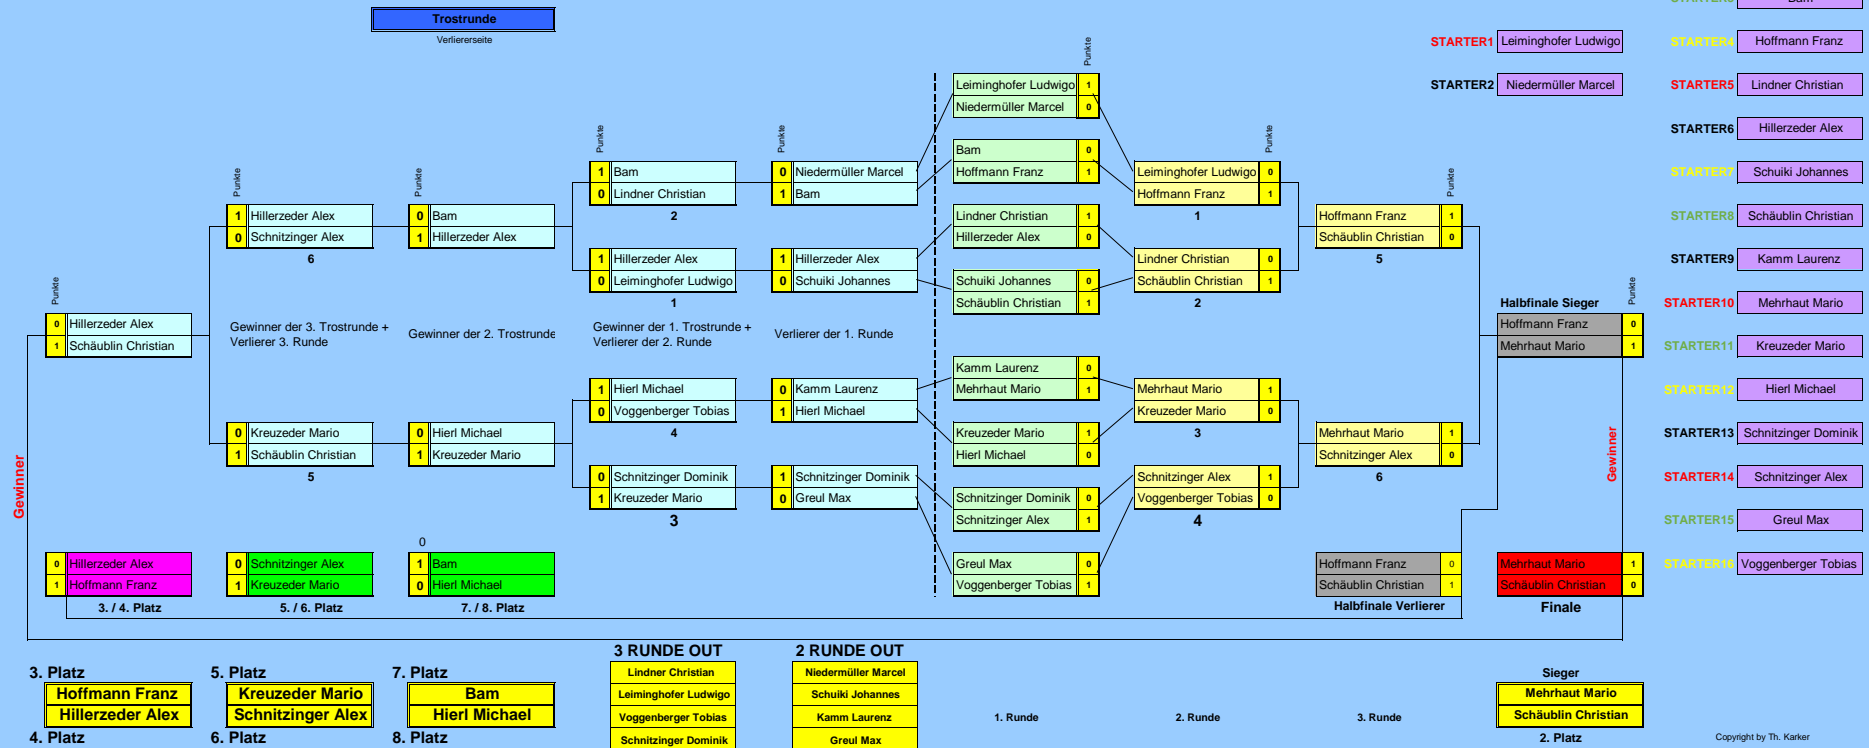 Trostrunde
Verliererseite
STARTER3 Bam
STARTER1 Leiminghofer Ludwigo
STARTER4 Hoffmann Franz
STARTER2 Niedermüller Marcel
STARTER5 Lindner Christian
STARTER6 Hillerzeder Alex
STARTER7 Schuiki Johannes
STARTER8 Schäublin Christian
STARTER9 Kamm Laurenz
STARTER10 Mehrhaut Mario
STARTER11 Kreuzeder Mario
STARTER12 Hierl Michael
STARTER13 Schnitzinger Dominik
STARTER14 Schnitzinger Alex
STARTER15 Greul Max
STARTER16 Voggenberger Tobias
Punkte
0 Hillerzeder Alex
1 Schäublin Christian
Gewinner
Punkte
1 Hillerzeder Alex
0 Schnitzinger Alex
6
Gewinner der 3. Trostrunde +
Verlierer 3. Runde
0 Kreuzeder Mario
1 Schäublin Christian
5
Punkte
0 Bam
1 Hillerzeder Alex
Gewinner der 2. Trostrunde
0 Hierl Michael
1 Kreuzeder Mario
Punkte
1 Bam
0 Lindner Christian
2
1 Hillerzeder Alex
0 Leiminghofer Ludwigo
1
Gewinner der 1. Trostrunde +
Verlierer der 2. Runde
1 Hierl Michael
0 Voggenberger Tobias
4
0 Schnitzinger Dominik
1 Kreuzeder Mario
3
Punkte
0 Niedermüller Marcel
1 Bam
1 Hillerzeder Alex
0 Schuiki Johannes
Verlierer der 1. Runde
0 Kamm Laurenz
1 Hierl Michael
1 Schnitzinger Dominik
0 Greul Max
Punkte
Leiminghofer Ludwigo 1
Niedermüller Marcel 0
Bam 0
Hoffmann Franz 1
Lindner Christian 1
Hillerzeder Alex 0
Schuiki Johannes 0
Schäublin Christian 1
Kamm Laurenz 0
Mehrhaut Mario 1
Kreuzeder Mario 1
Hierl Michael 0
Schnitzinger Dominik 0
Schnitzinger Alex 1
Greul Max 0
Voggenberger Tobias 1
Punkte
Leiminghofer Ludwigo 0
Hoffmann Franz 1
1
Lindner Christian 0
Schäublin Christian 1
2
Mehrhaut Mario 1
Kreuzeder Mario 0
3
Schnitzinger Alex 1
Voggenberger Tobias 0
4
Punkte
Hoffmann Franz 1
Schäublin Christian 0
5
Mehrhaut Mario 1
Schnitzinger Alex 0
6
Punkte
Halbfinale Sieger
Hoffmann Franz 0
Mehrhaut Mario 1
Gewinner
0 Hillerzeder Alex
1 Hoffmann Franz
3. / 4. Platz
0 Schnitzinger Alex
1 Kreuzeder Mario
5. / 6. Platz
0
1 Bam
0 Hierl Michael
7. / 8. Platz
Hoffmann Franz 0
Schäublin Christian 1
Halbfinale Verlierer
Mehrhaut Mario 1
Schäublin Christian 0
Finale
3. Platz
Hoffmann Franz
Hillerzeder Alex
4. Platz
5. Platz
Kreuzeder Mario
Schnitzinger Alex
6. Platz
7. Platz
Bam
Hierl Michael
8. Platz
3 RUNDE OUT
Lindner Christian
Leiminghofer Ludwigo
Voggenberger Tobias
Schnitzinger Dominik
2 RUNDE OUT
Niedermüller Marcel
Schuiki Johannes
Kamm Laurenz
Greul Max
1. Runde
2. Runde
3. Runde
Sieger
Mehrhaut Mario
Schäublin Christian
2. Platz
Copyright by Th. Karker